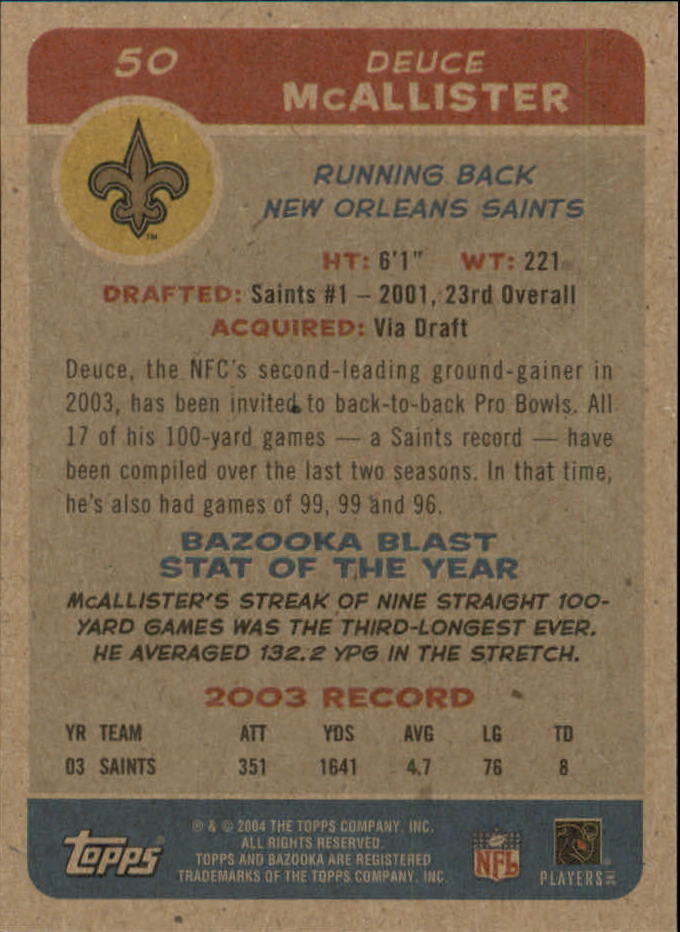 50
DEUCE
McALLISTER
TM
RUNNING BACK
NEW ORLEANS SAINTS
HT: 6'1" WT: 221
DRAFTED: Saints #1 – 2001, 23rd Overall
ACQUIRED: Via Draft
Deuce, the NFC's second-leading ground-gainer in
2003, has been invited to back-to-back Pro Bowls. All
17 of his 100-yard games — a Saints record — have
been compiled over the last two seasons. In that time,
he's also had games of 99, 99 and 96.
BAZOOKA BLAST
STAT OF THE YEAR
McALLISTER'S STREAK OF NINE STRAIGHT 100-
YARD GAMES WAS THE THIRD-LONGEST EVER.
HE AVERAGED 132.2 YPG IN THE STRETCH.
2003 RECORD
YR TEAM ATT YDS AVG LG TD
03 SAINTS 351 1641 4.7 76 8
topps
® & © 2004 THE TOPPS COMPANY, INC.
ALL RIGHTS RESERVED.
TOPPS AND BAZOOKA ARE REGISTERED
TRADEMARKS OF THE TOPPS COMPANY, INC.
NFL
PLAYERS INC